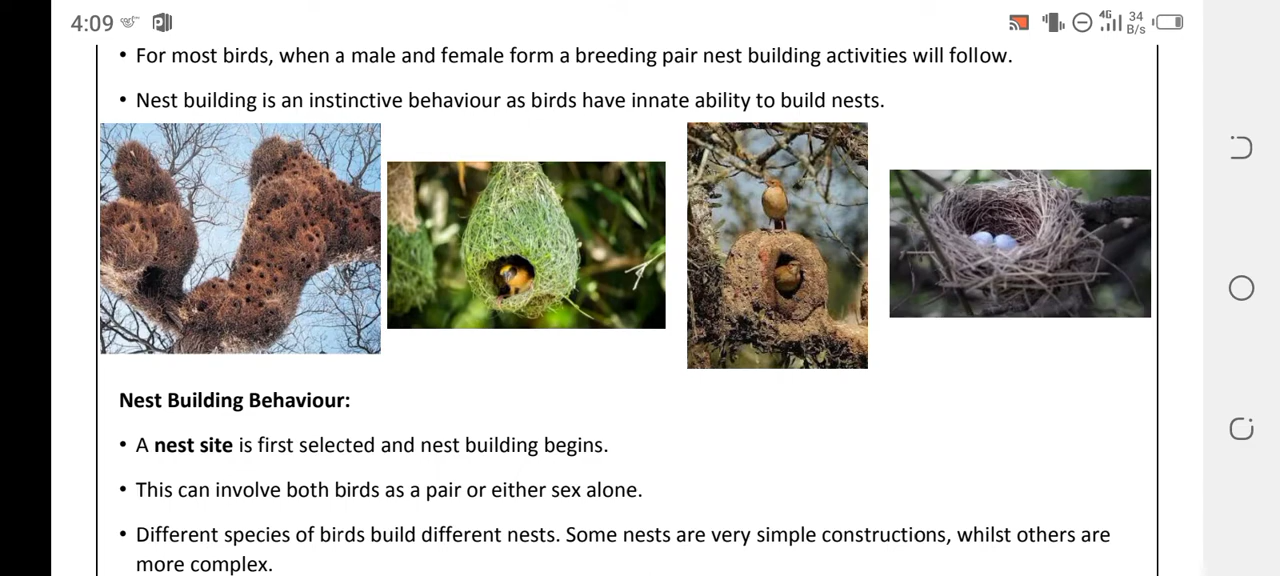 4:09
4G
34
B/s
• For most birds, when a male and female form a breeding pair nest building activities will follow.
• Nest building is an instinctive behaviour as birds have innate ability to build nests.
Nest Building Behaviour:
• A nest site is first selected and nest building begins.
• This can involve both birds as a pair or either sex alone.
• Different species of birds build different nests. Some nests are very simple constructions, whilst others are
more complex.